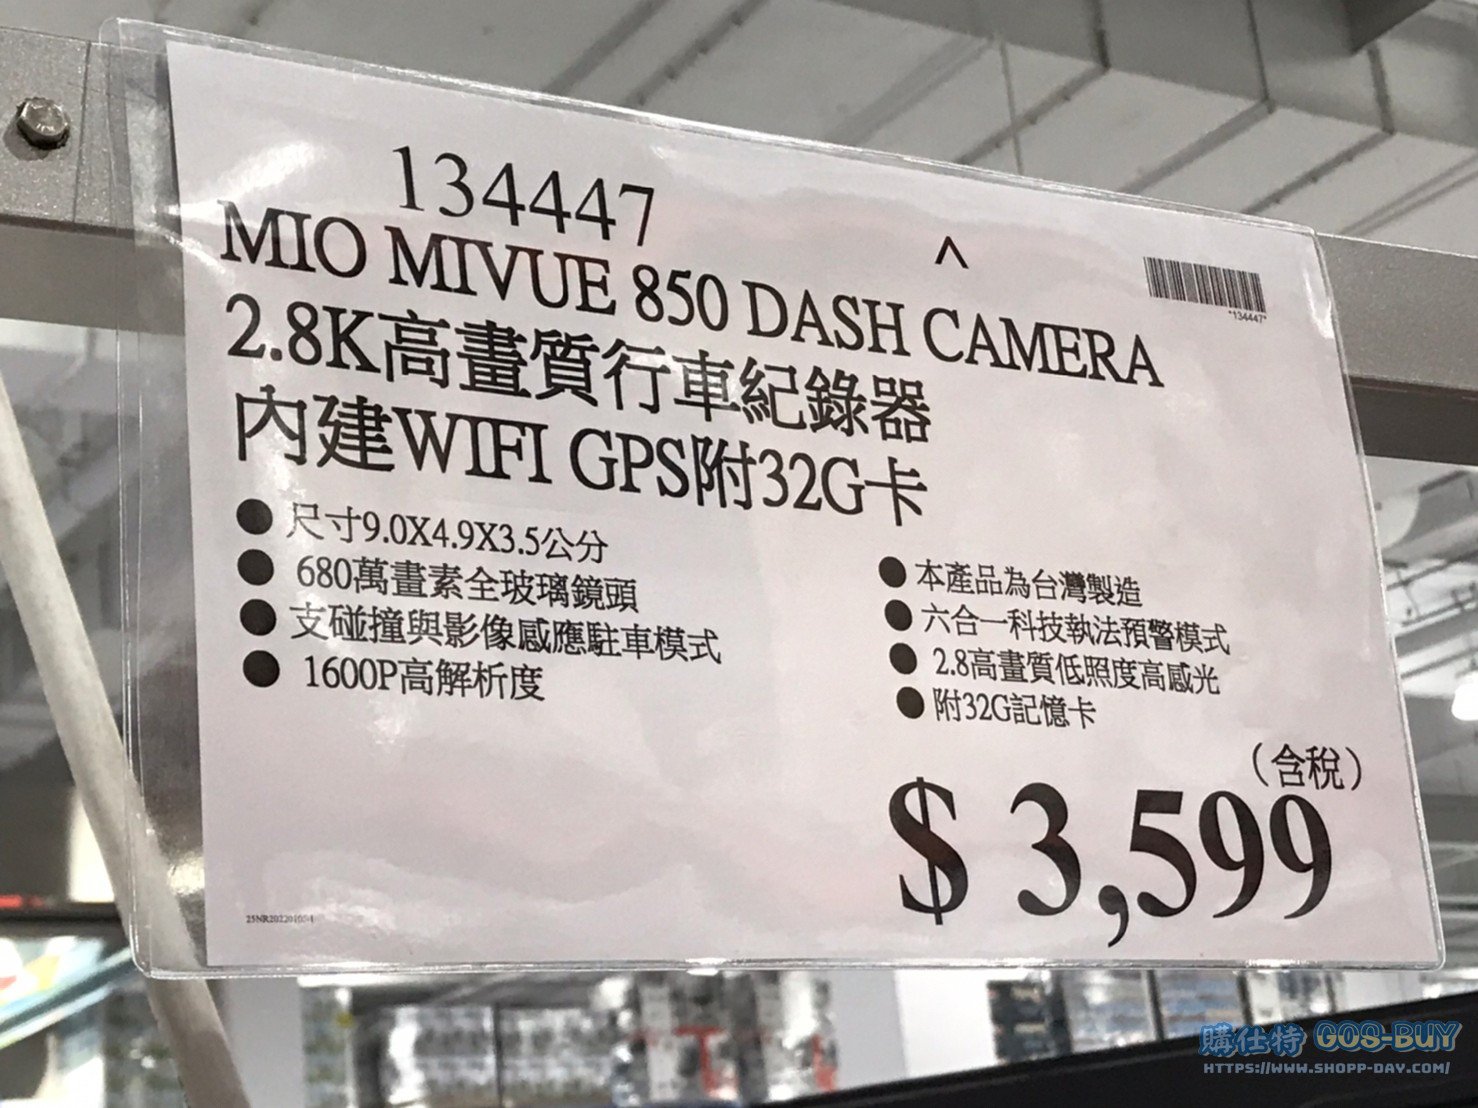 134447
^
MIO MIVUE 850 DASH CAMERA
*134447*
2.8K高畫質行車紀錄器
內建WIFI GPS附32G卡
● 尺寸9.0X4.9X3.5公分
● 680萬畫素全玻璃鏡頭
● 支碰撞與影像感應駐車模式
● 1600P高解析度
● 本產品為台灣製造
● 六合一科技執法預警模式
● 2.8高畫質低照度高感光
● 附32G記憶卡
（含稅）
$ 3,599
購仕特 GOS-BUY
HTTPS://WWW.SHOPP-DAY.COM/